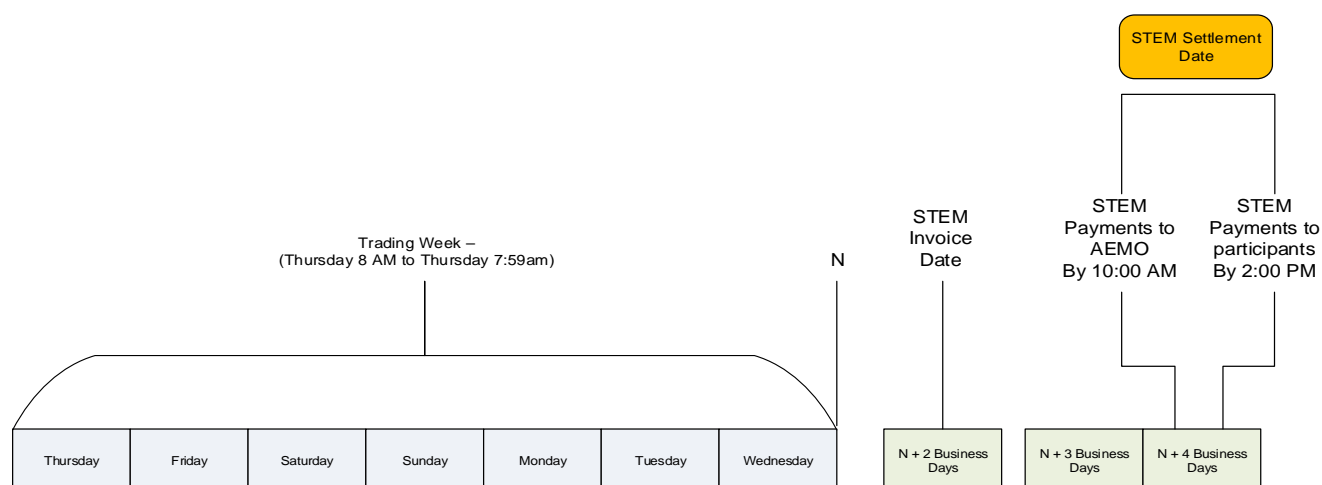 STEM Settlement
Date
Trading Week –
(Thursday 8 AM to Thursday 7:59am)
N
STEM
Invoice
Date
STEM
Payments to
AEMO
By 10:00 AM
STEM
Payments to
participants
By 2:00 PM
Thursday
Friday
Saturday
Sunday
Monday
Tuesday
Wednesday
N + 2 Business
Days
N + 3 Business
Days
N + 4 Business
Days